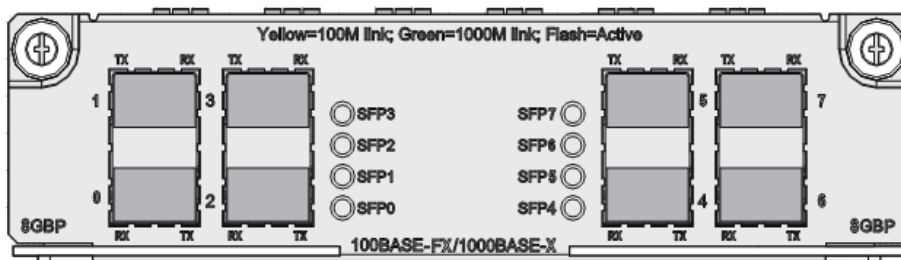 Yellow=100M link; Green=1000M link; Flash=Active
TX RX TX RX TX RX TX RX
1 3 5 7
SFP3 SFP7
SFP2 SFP6
SFP1 SFP5
0 2 4 6
SFP0 SFP4
8GBP 8GBP
RX TX RX TX RX TX RX TX
100BASE-FX/1000BASE-X